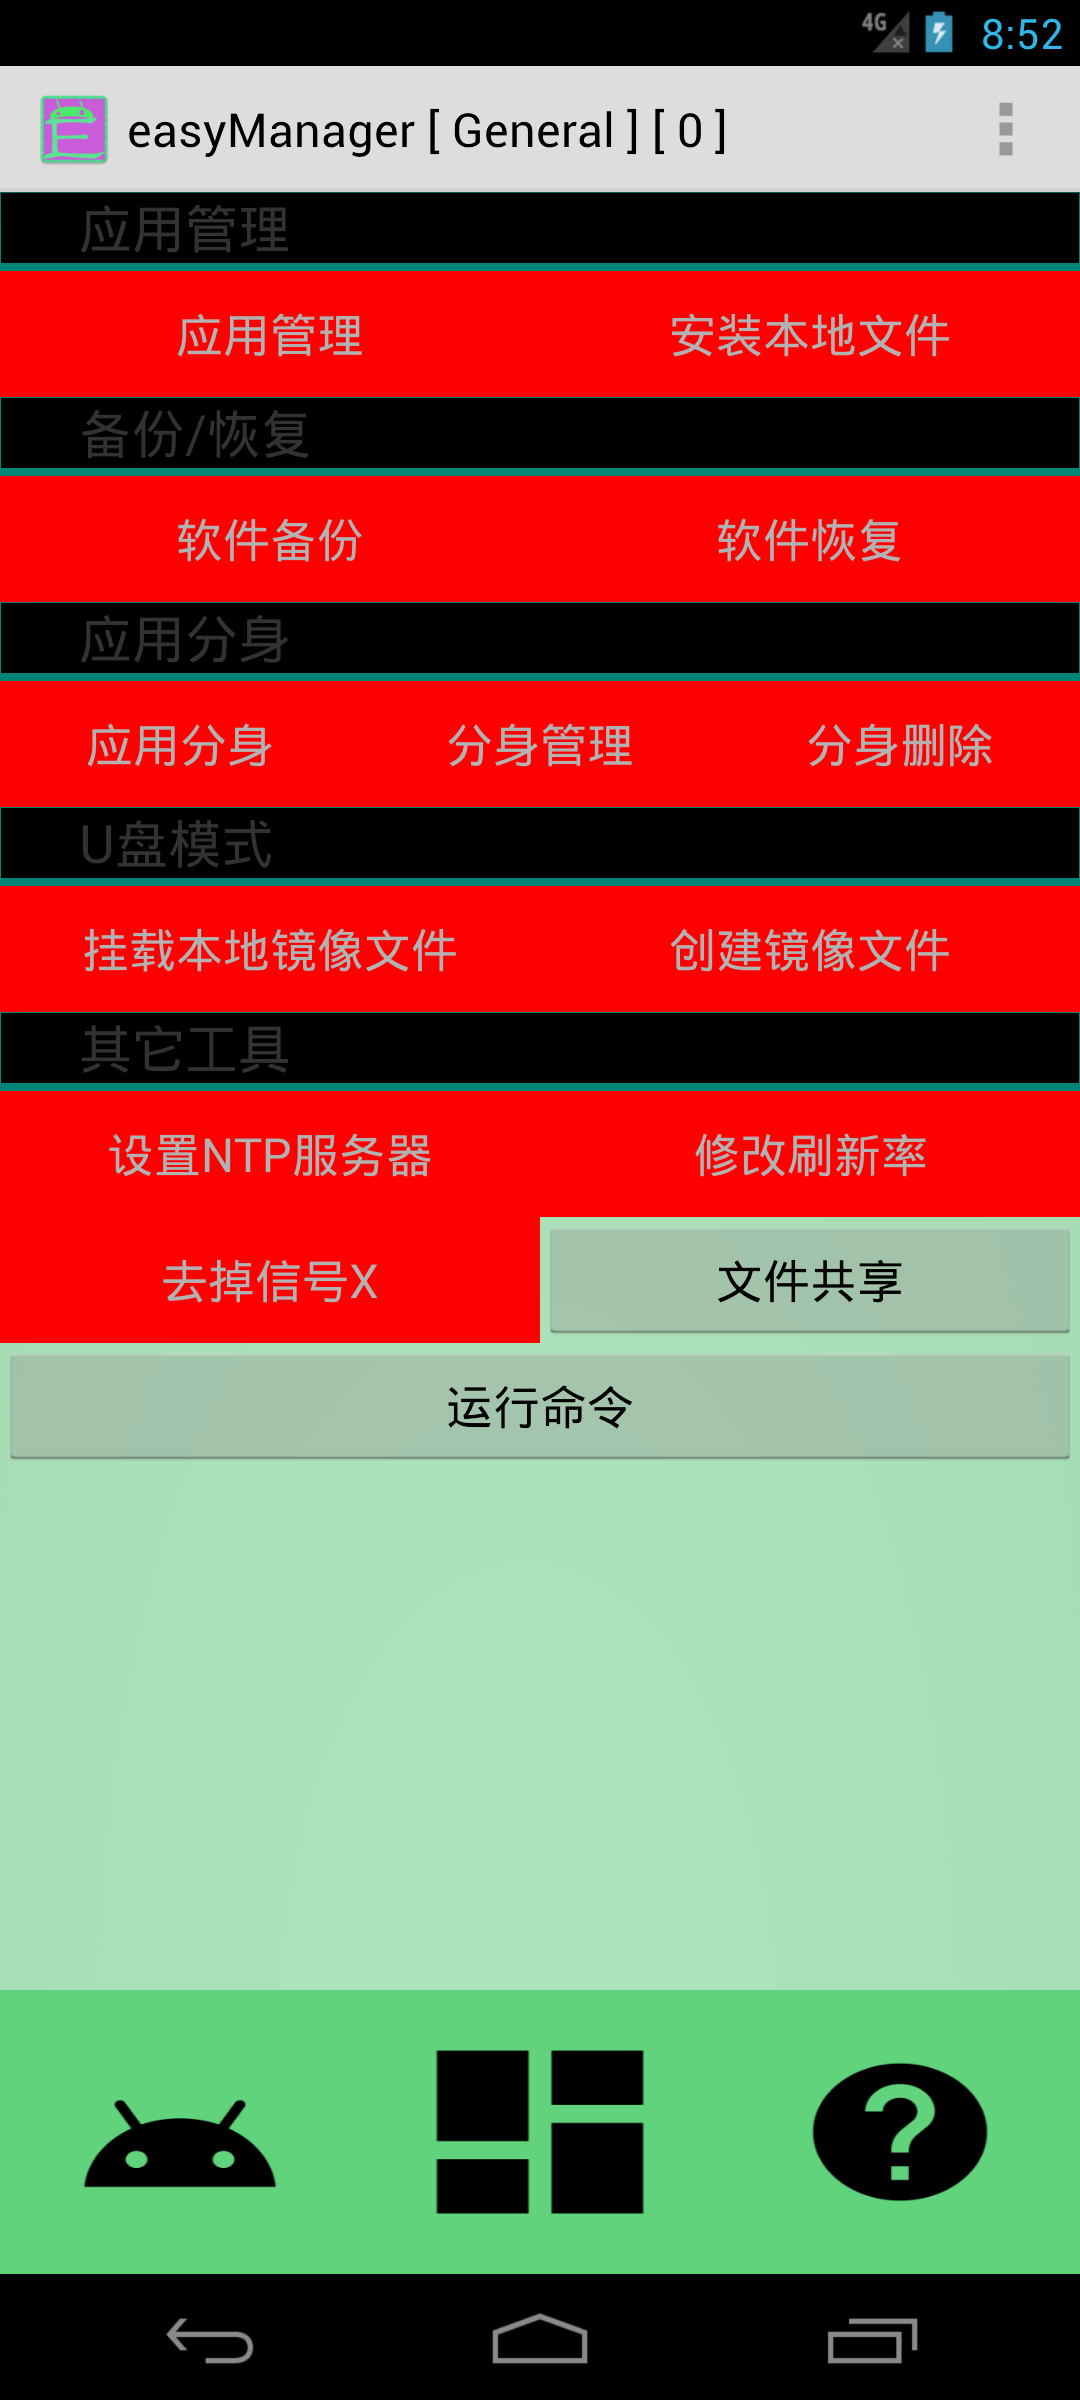 4G 8:52
easyManager [ General ] [ 0 ]
应用管理
应用管理 安装本地文件
备份/恢复
软件备份 软件恢复
应用分身
应用分身 分身管理 分身删除
U盘模式
挂载本地镜像文件 创建镜像文件
其它工具
设置NTP服务器 修改刷新率
去掉信号X 文件共享
运行命令